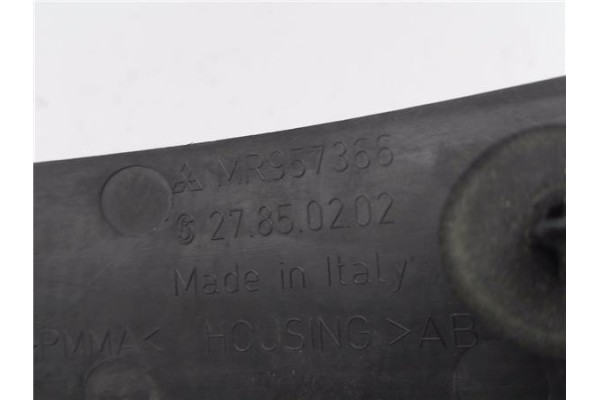 MR957366
27.85.02.02
Made in Italy
>PMMA< HOUSING >AB